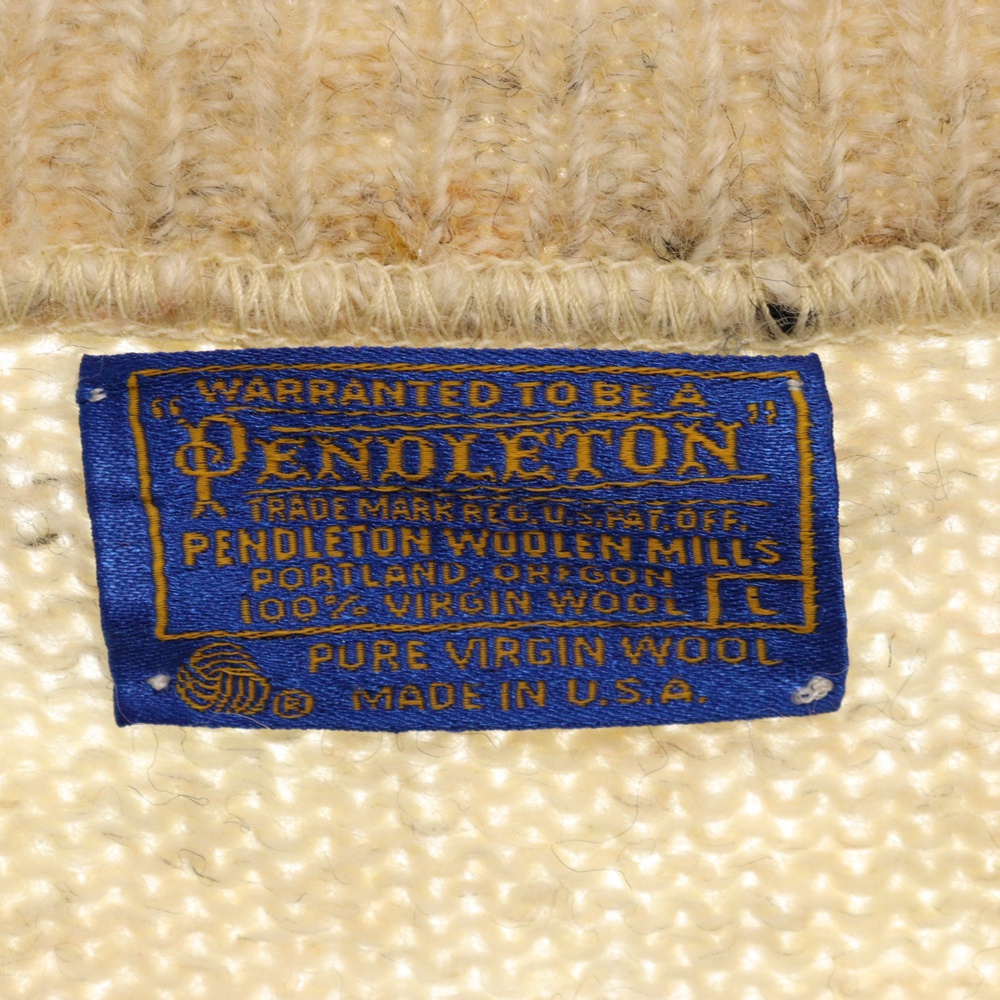 WARRANTED TO BE A
"PENDLETON"
TRADE MARK REG. U.S. PAT. OFF.
PENDLETON WOOLEN MILLS
PORTLAND, OREGON
100% VIRGIN WOOL L
PURE VIRGIN WOOL
® MADE IN U.S.A.